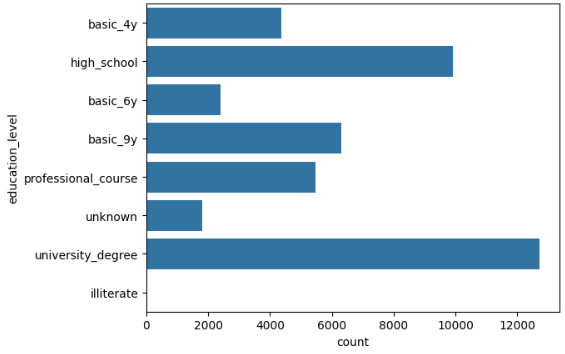 basic_4y
high_school
basic_6y
basic_9y
professional_course
unknown
university_degree
illiterate
education_level
0 2000 4000 6000 8000 10000 12000
count